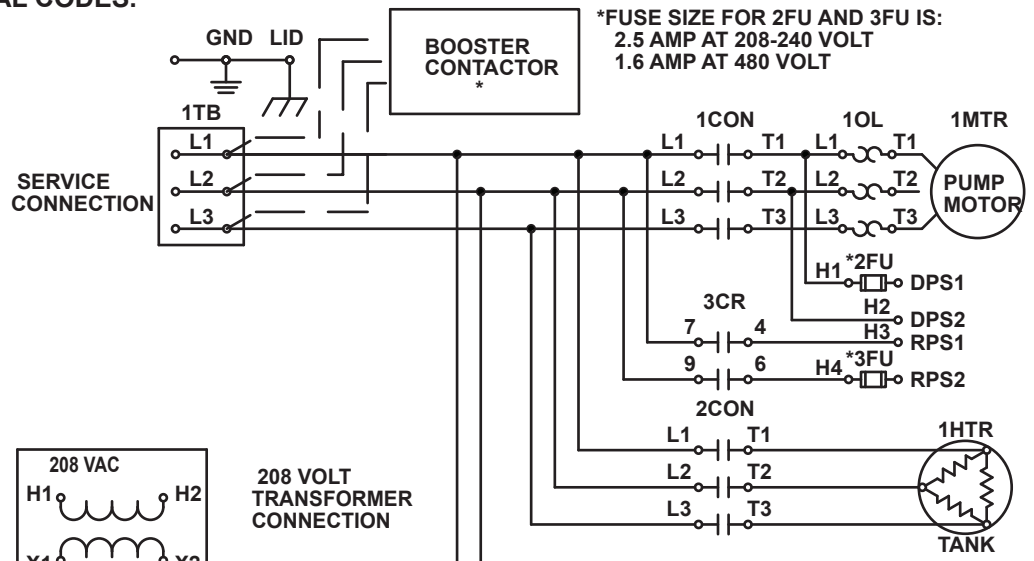 AL CODES:
*FUSE SIZE FOR 2FU AND 3FU IS:
2.5 AMP AT 208-240 VOLT
1.6 AMP AT 480 VOLT
GND LID
BOOSTER
CONTACTOR
*
1TB
1CON
1OL
1MTR
L1
L1 T1 L1 T1
SERVICE
CONNECTION
L2
L2 T2 L2 T2
PUMP
MOTOR
L3
L3 T3 L3 T3
H1 *2FU DPS1
H2 DPS2
3CR
7 4 H3 RPS1
9 6 H4 *3FU RPS2
2CON
L1 T1
1HTR
L2 T2
L3 T3
TANK
208 VAC
H1 H2
208 VOLT
TRANSFORMER
CONNECTION
X1 X2